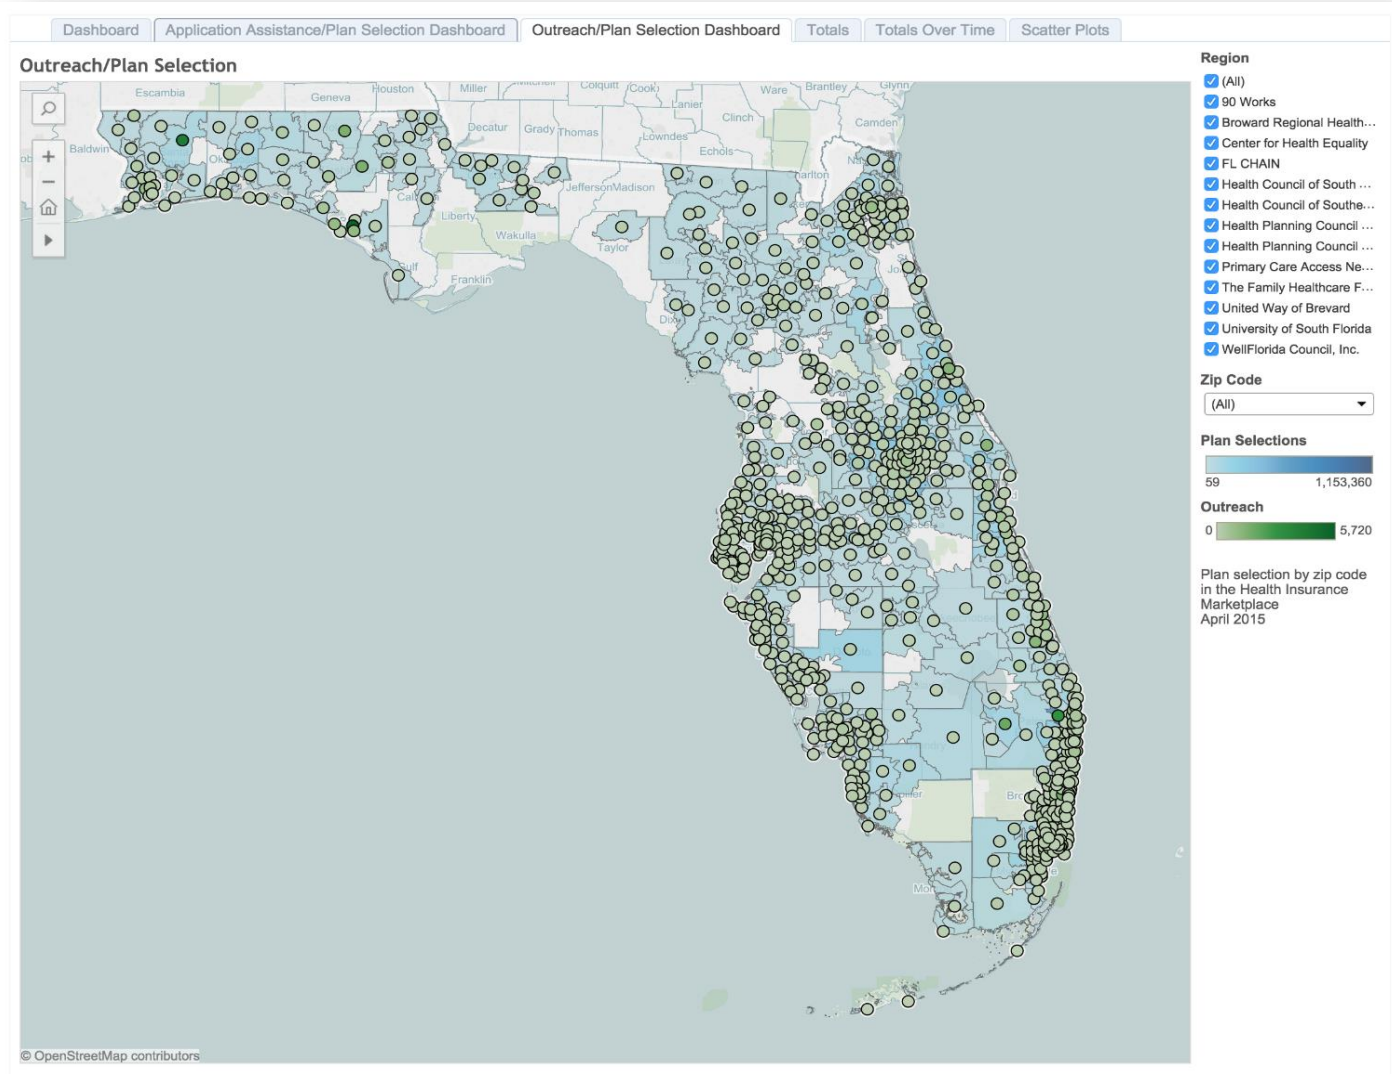 Dashboard
Application Assistance/Plan Selection Dashboard
Outreach/Plan Selection Dashboard
Totals
Totals Over Time
Scatter Plots
Outreach/Plan Selection
Escambia
Geneva
Houston
Miller
Mitchell
Colquitt
Cook
Lanier
Ware
Brantley
Glynn
Clinch
Camden
Baldwin
Decatur
Grady
Thomas
Lowndes
Echols
Jefferson
Madison
Liberty
Wakulla
Taylor
Franklin
Region
(All)
90 Works
Broward Regional Health...
Center for Health Equality
FL CHAIN
Health Council of South ...
Health Council of Southe...
Health Planning Council ...
Health Planning Council ...
Primary Care Access Ne...
The Family Healthcare F...
United Way of Brevard
University of South Florida
WellFlorida Council, Inc.
Zip Code
(All)
Plan Selections
59
1,153,360
Outreach
0
5,720
Plan selection by zip code
in the Health Insurance
Marketplace
April 2015
© OpenStreetMap contributors